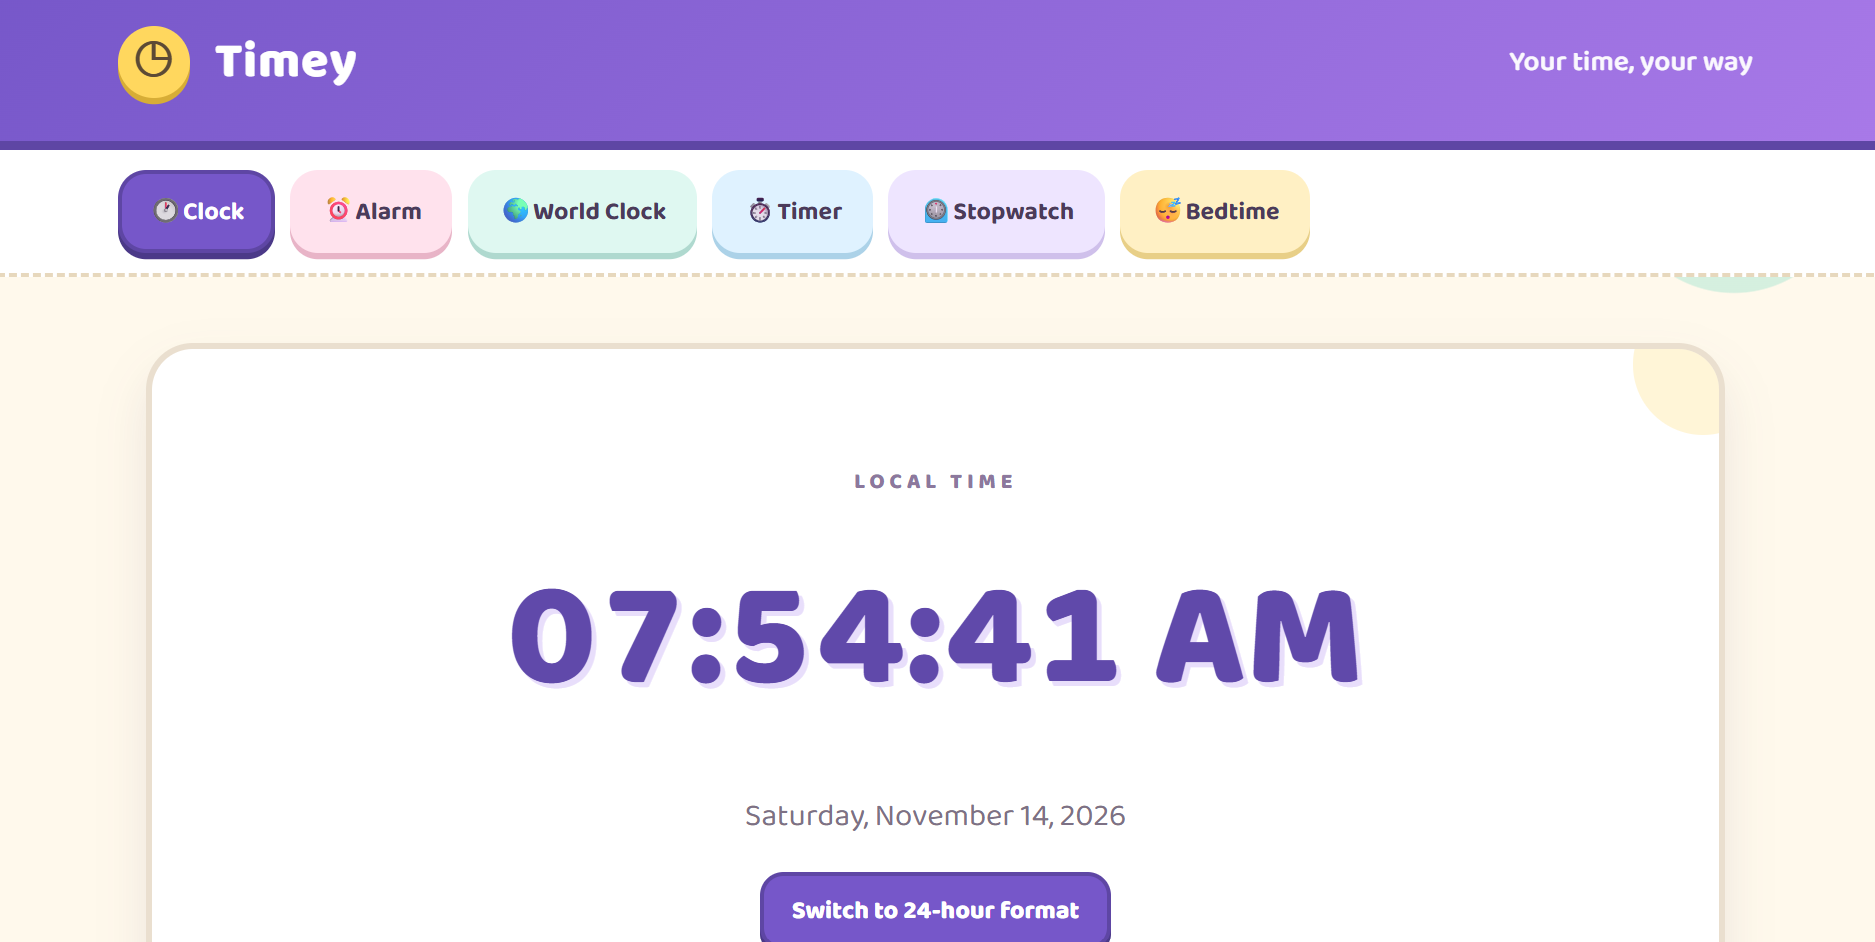 Timey
Your time, your way
Clock
Alarm
World Clock
Timer
Stopwatch
Bedtime
LOCAL TIME
07:54:41 AM
Saturday, November 14, 2026
Switch to 24-hour format